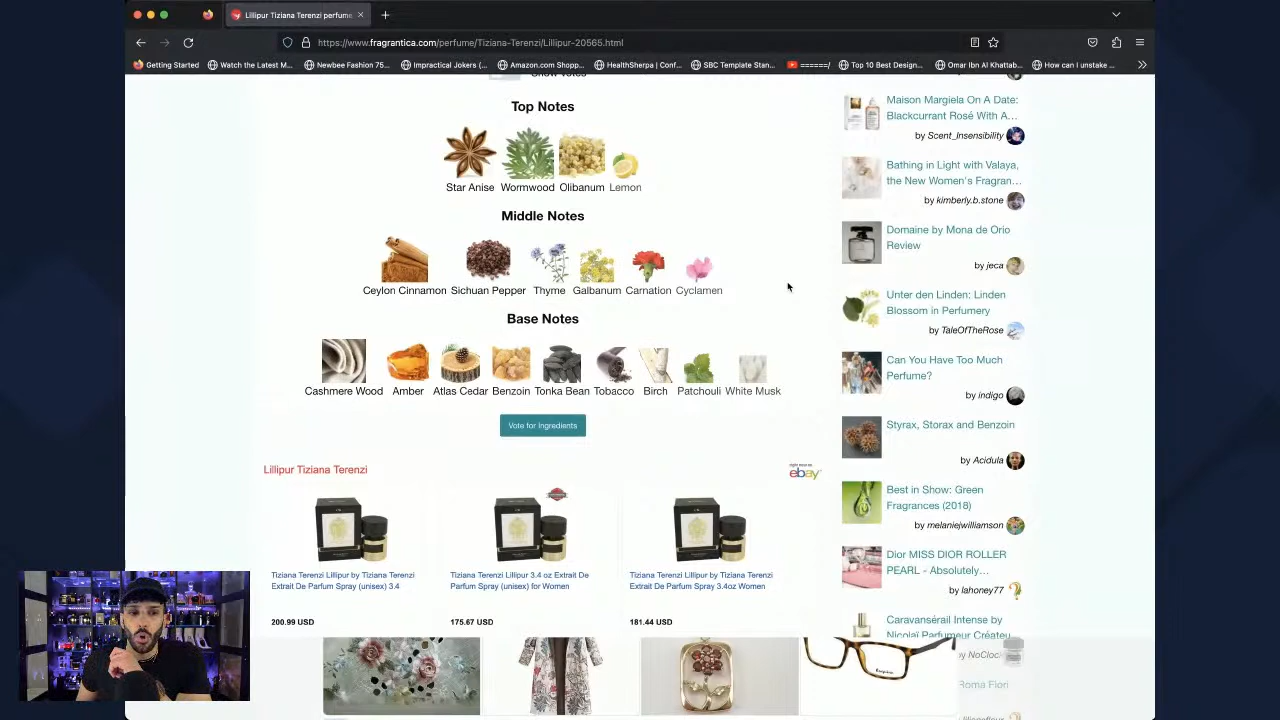 Lillipur Tiziana Terenzi perfume
https://www.fragrantica.com/perfume/Tiziana-Terenzi/Lillipur-20565.html
Getting Started
Watch the Latest M...
Newbee Fashion 75...
Impractical Jokers (...
Amazon.com Shopp...
HealthSherpa | Conf...
SBC Template Stan...
======/
Top 10 Best Design...
Omar Ibn Al Khattab...
How can I unstake ...
Show Votes
Top Notes
Star Anise Wormwood Olibanum Lemon
Middle Notes
Ceylon Cinnamon Sichuan Pepper Thyme Galbanum Carnation Cyclamen
Base Notes
Cashmere Wood Amber Atlas Cedar Benzoin Tonka Bean Tobacco Birch Patchouli White Musk
Vote for Ingredients
Lillipur Tiziana Terenzi
right now on
ebay
Tiziana Terenzi Lillipur by Tiziana Terenzi
Extrait De Parfum Spray (unisex) 3.4
200.99 USD
Tiziana Terenzi Lillipur 3.4 oz Extrait De
Parfum Spray (unisex) for Women
175.67 USD
Tiziana Terenzi Lillipur by Tiziana Terenzi
Extrait De Parfum Spray 3.4oz Women
181.44 USD
Maison Margiela On A Date:
Blackcurrant Rosé With A...
by Scent_Insensibility
Bathing in Light with Valaya,
the New Women's Fragran...
by kimberly.b.stone
Domaine by Mona de Orio
Review
by jeca
Unter den Linden: Linden
Blossom in Perfumery
by TaleOfTheRose
Can You Have Too Much
Perfume?
by indigo
Styrax, Storax and Benzoin
by Acidula
Best in Show: Green
Fragrances (2018)
by melaniejwilliamson
Dior MISS DIOR ROLLER
PEARL - Absolutely...
by lahoney77
Caravansérail Intense by
Nicolaï Parfumeur Créateu
by NoCloc
Roma Fiori